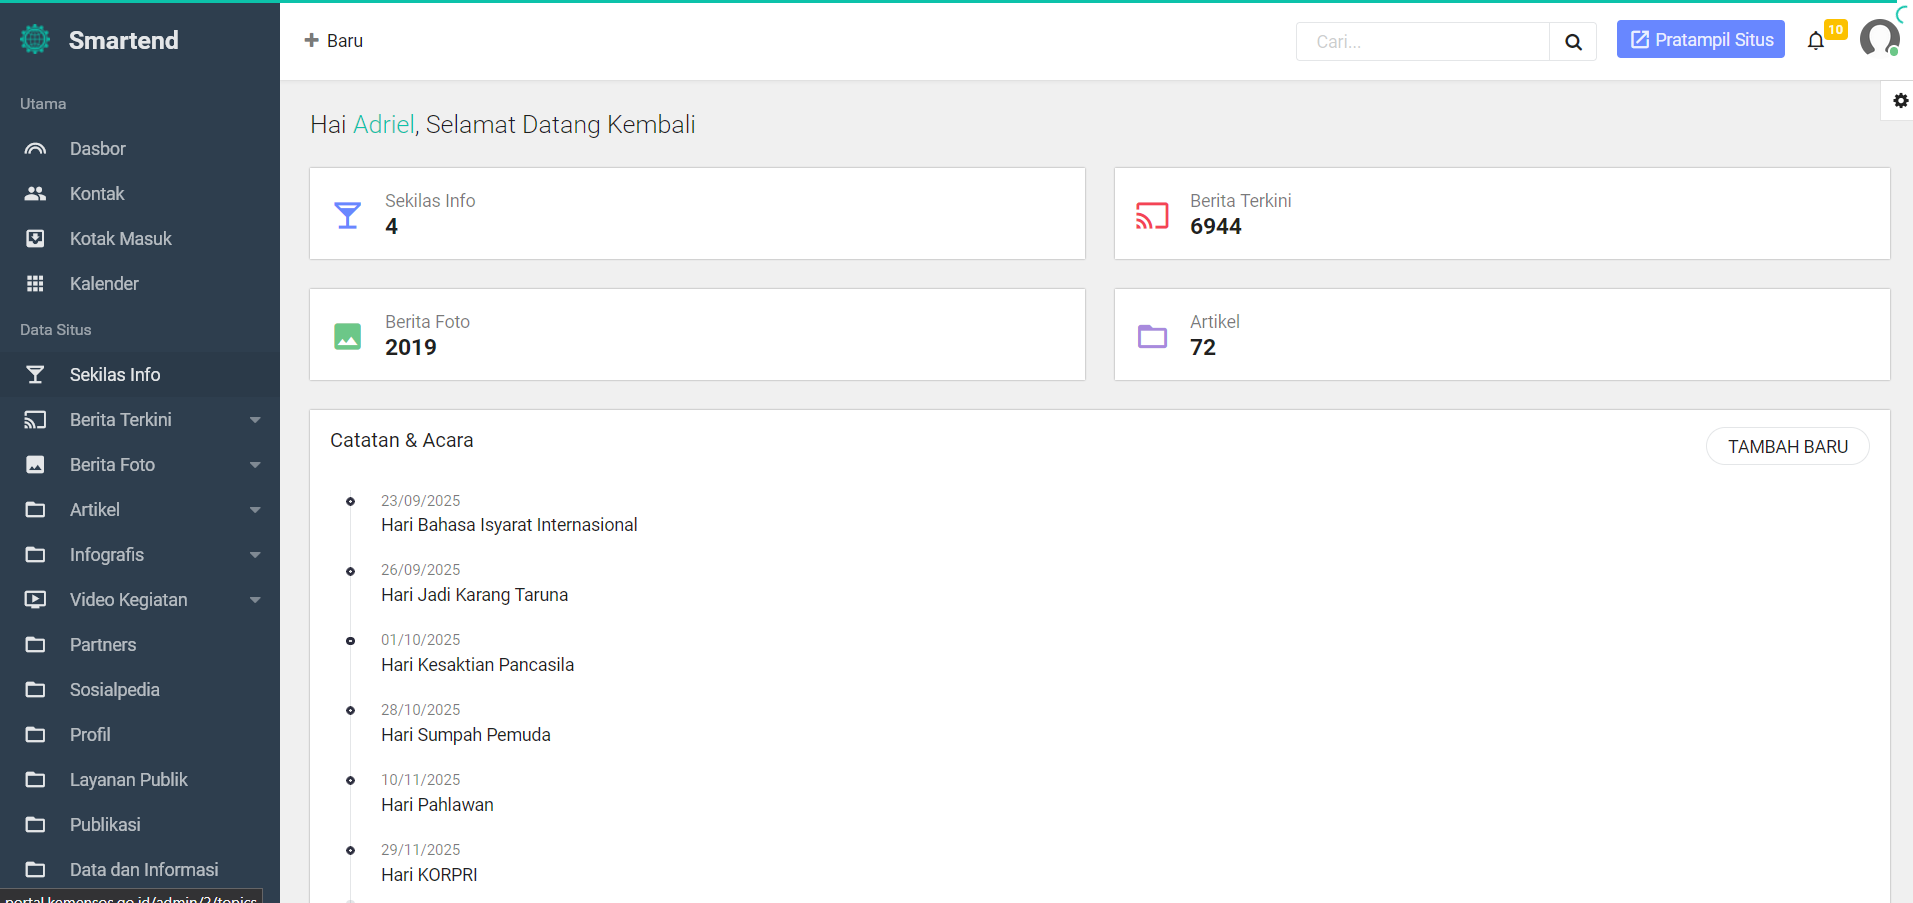 Smartend
Baru
Cari...
Pratampil Situs
10
Utama
Dasbor
Kontak
Kotak Masuk
Kalender
Data Situs
Sekilas Info
Berita Terkini
Berita Foto
Artikel
Infografis
Video Kegiatan
Partners
Sosialpedia
Profil
Layanan Publik
Publikasi
Data dan Informasi
portal.kemensos.go.id/admin/2/topics
Hai Adriel, Selamat Datang Kembali
Sekilas Info
4
Berita Terkini
6944
Berita Foto
2019
Artikel
72
Catatan & Acara
TAMBAH BARU
23/09/2025
Hari Bahasa Isyarat Internasional
26/09/2025
Hari Jadi Karang Taruna
01/10/2025
Hari Kesaktian Pancasila
28/10/2025
Hari Sumpah Pemuda
10/11/2025
Hari Pahlawan
29/11/2025
Hari KORPRI